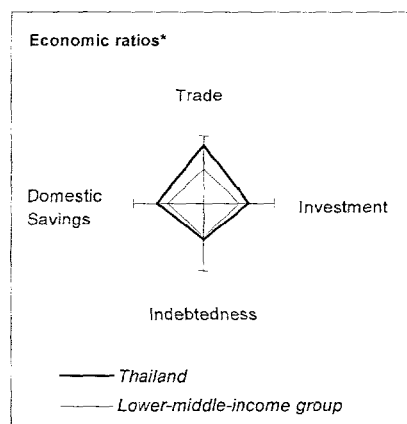 Economic ratios*
Trade
Domestic
Savings
Investment
Indebtedness
Thailand
Lower-middle-income group